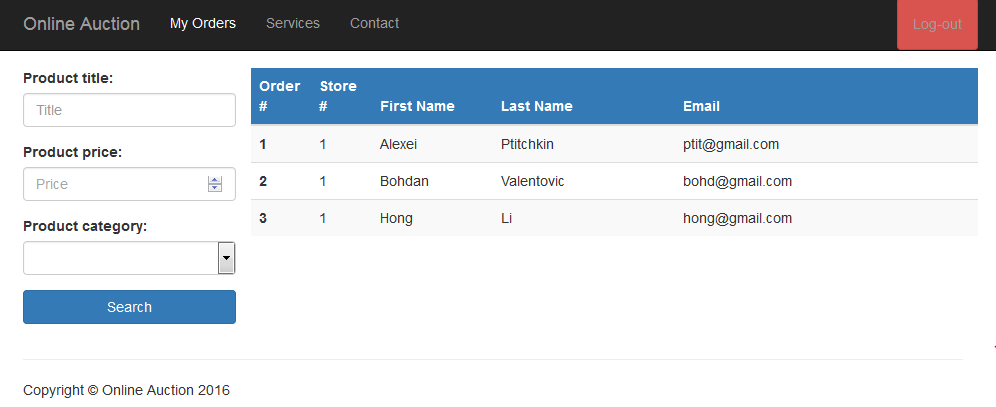 Online Auction My Orders Services Contact Log-out
Product title:
Title
Product price:
Price
Product category:
Search
Order # Store # First Name Last Name Email
1 1 Alexei Ptitchkin ptit@gmail.com
2 1 Bohdan Valentovic bohd@gmail.com
3 1 Hong Li hong@gmail.com
Copyright © Online Auction 2016